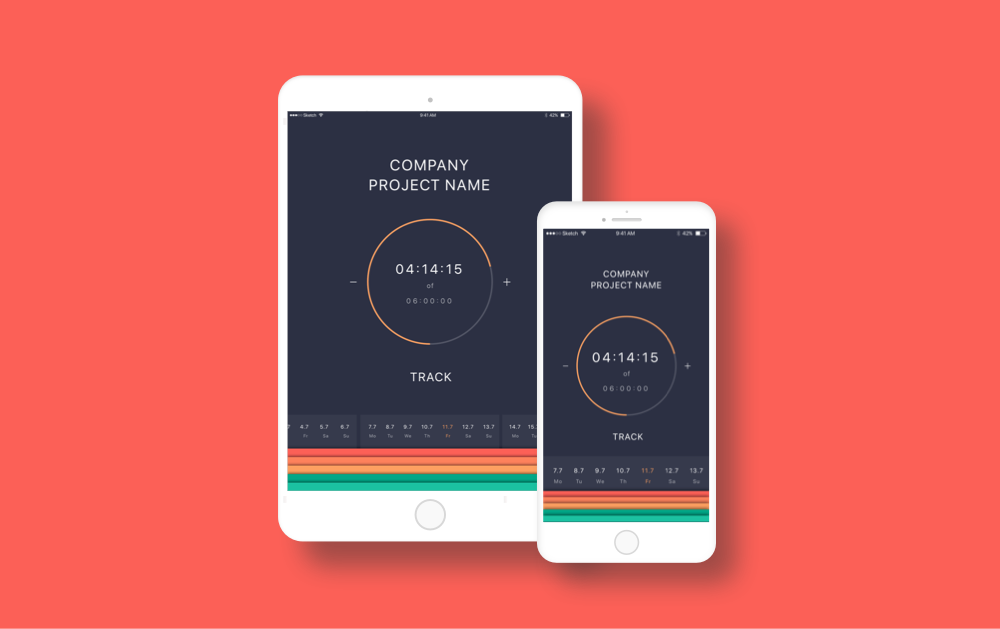 ●●●○○ Sketch
9:41 AM
42%
COMPANY
PROJECT NAME
04:14:15
of
06:00:00
− +
TRACK
4.7 5.7 6.7 7.7 8.7 9.7 10.7 11.7 12.7 13.7 14.7
Fr Sa Su Mo Tu We Th Fr Sa Su Mo
●●●○○ Sketch
9:41 AM
42%
COMPANY
PROJECT NAME
04:14:15
of
06:00:00
− +
TRACK
7.7 8.7 9.7 10.7 11.7 12.7 13.7
Mo Tu We Th Fr Sa Su